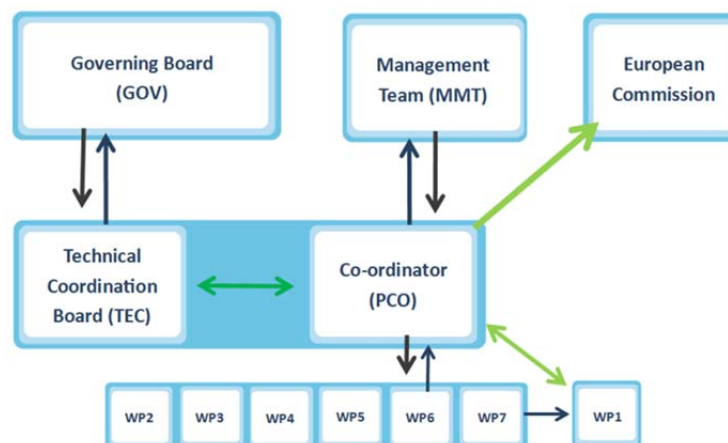 Governing Board
(GOV)
Management
Team (MMT)
European
Commission
Technical
Coordination
Board (TEC)
Co-ordinator
(PCO)
WP2
WP3
WP4
WP5
WP6
WP7
WP1